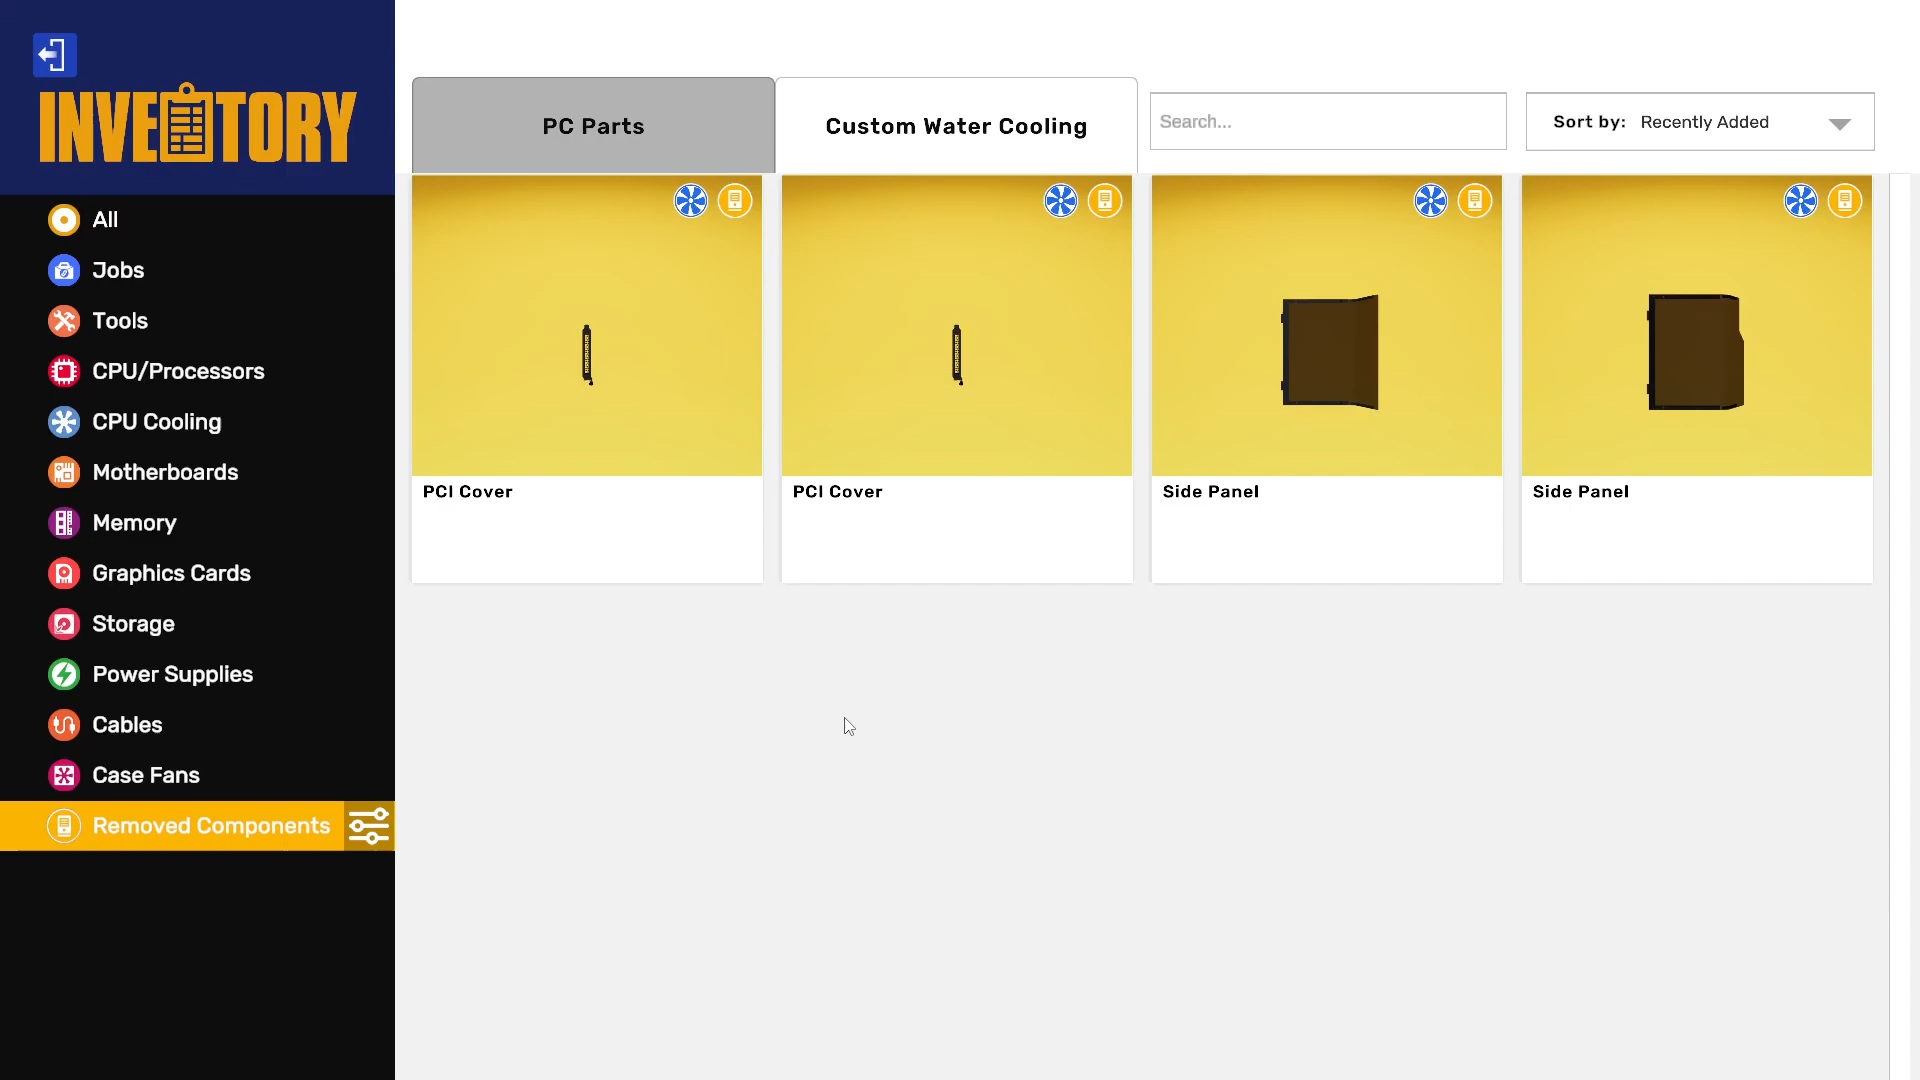 INVENTORY
All
Jobs
Tools
CPU/Processors
CPU Cooling
Motherboards
Memory
Graphics Cards
Storage
Power Supplies
Cables
Case Fans
Removed Components
PC Parts
Custom Water Cooling
Search...
Sort by: Recently Added
PCI Cover
PCI Cover
Side Panel
Side Panel